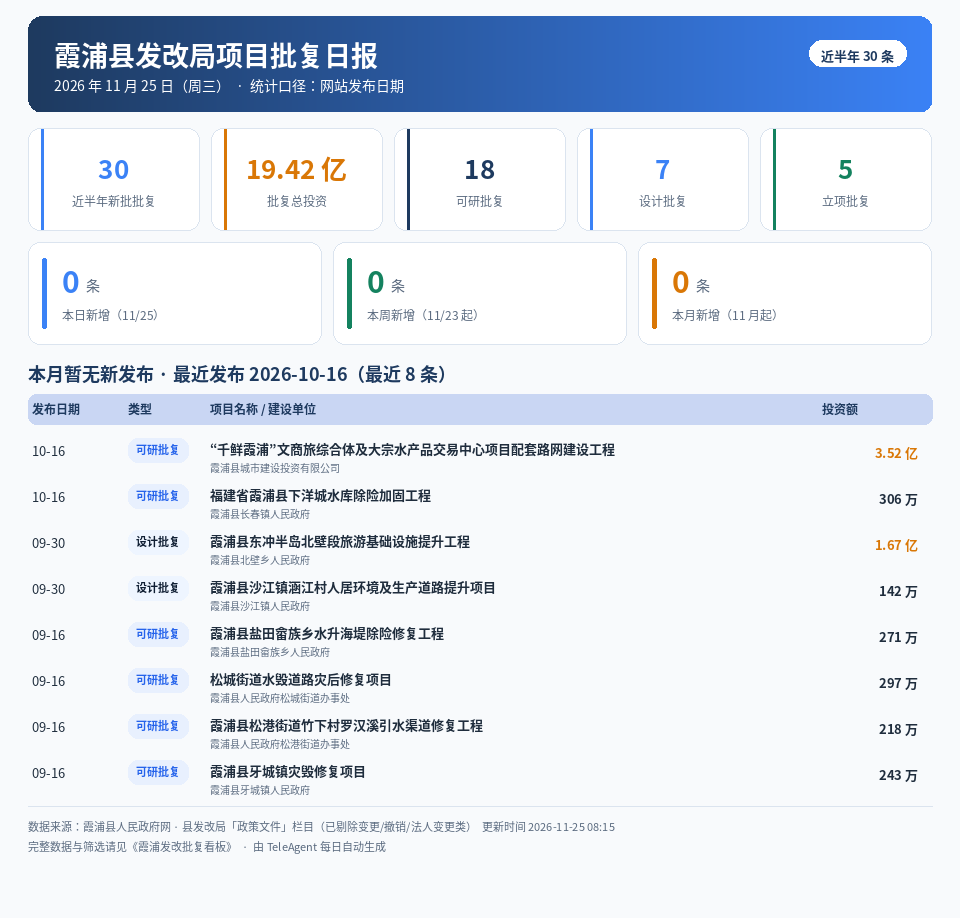 霞浦县发改局项目批复日报
2026 年 11 月 25 日（周三） · 统计口径：网站发布日期
近半年 30 条
30
近半年新批批复
19.42 亿
批复总投资
18
可研批复
7
设计批复
5
立项批复
0 条
本日新增（11/25）
0 条
本周新增（11/23 起）
0 条
本月新增（11 月起）
本月暂无新发布 · 最近发布 2026-10-16（最近 8 条）
发布日期 类型 项目名称 / 建设单位 投资额
10-16 可研批复 “千鲜霞浦”文商旅综合体及大宗水产品交易中心项目配套路网建设工程 3.52 亿
霞浦县城市建设投资有限公司
10-16 可研批复 福建省霞浦县下洋城水库除险加固工程 306 万
霞浦县长春镇人民政府
09-30 设计批复 霞浦县东冲半岛北壁段旅游基础设施提升工程 1.67 亿
霞浦县北壁乡人民政府
09-30 设计批复 霞浦县沙江镇涵江村人居环境及生产道路提升项目 142 万
霞浦县沙江镇人民政府
09-16 可研批复 霞浦县盐田畲族乡水升海堤除险修复工程 271 万
霞浦县盐田畲族乡人民政府
09-16 可研批复 松城街道水毁道路灾后修复项目 297 万
霞浦县人民政府松城街道办事处
09-16 可研批复 霞浦县松港街道竹下村罗汉溪引水渠道修复工程 218 万
霞浦县人民政府松港街道办事处
09-16 可研批复 霞浦县牙城镇灾毁修复项目 243 万
霞浦县牙城镇人民政府
数据来源：霞浦县人民政府网 · 县发改局「政策文件」栏目（已剔除变更/撤销/法人变更类） 更新时间 2026-11-25 08:15
完整数据与筛选请见《霞浦发改批复看板》 · 由 TeleAgent 每日自动生成